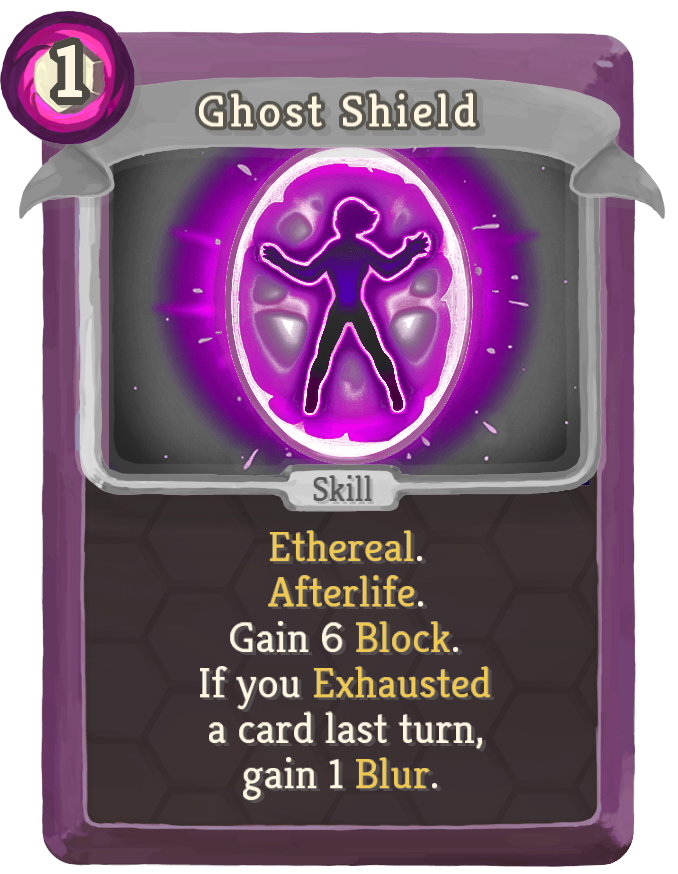 1
Ghost Shield
Skill
Ethereal.
Afterlife.
Gain 6 Block.
If you Exhausted
a card last turn,
gain 1 Blur.